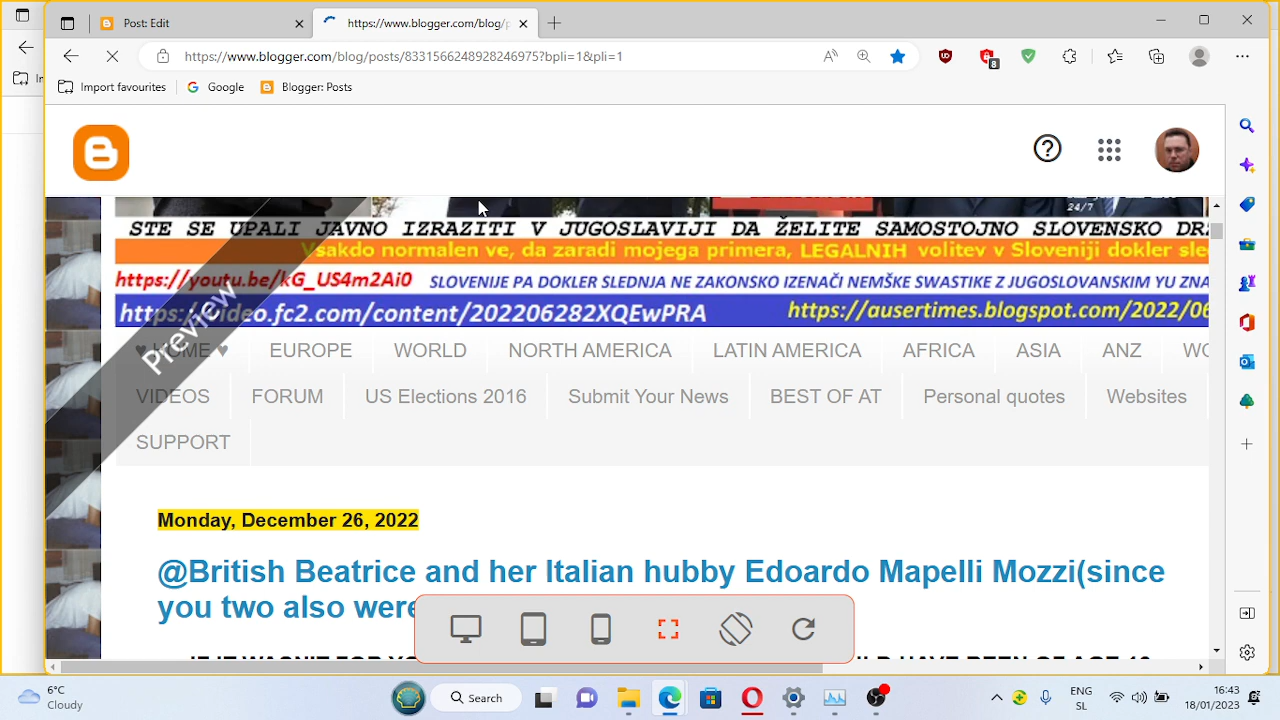 Post: Edit
https://www.blogger.com/blog/p
https://www.blogger.com/blog/posts/8331566248928246975?bpli=1&pli=1
8
Import favourites
Google
Blogger: Posts
24/7
STE SE UPALI JAVNO IZRAZITI V JUGOSLAVIJI DA ŽELITE SAMOSTOJNO SLOVENSKO DR
Vsakdo normalen ve, da zaradi mojega primera, LEGALNIH volitev v Sloveniji dokler sle
https://youtu.be/kG_US4m2Ai0 SLOVENIJE PA DOKLER SLEDNJA NE ZAKONSKO IZENAČI NEMŠKE SWASTIKE Z JUGOSLOVANSKIM YU ZNA
https://video.fc2.com/content/202206282XQEwPRA https://ausertimes.blogspot.com/2022/06
Preview
♥ HOME ♥ EUROPE WORLD NORTH AMERICA LATIN AMERICA AFRICA ASIA ANZ WO
VIDEOS FORUM US Elections 2016 Submit Your News BEST OF AT Personal quotes Websites
SUPPORT
Monday, December 26, 2022
@British Beatrice and her Italian hubby Edoardo Mapelli Mozzi(since
you two also were
6°C
Cloudy
Search
ENG
SL
16:43
18/01/2023